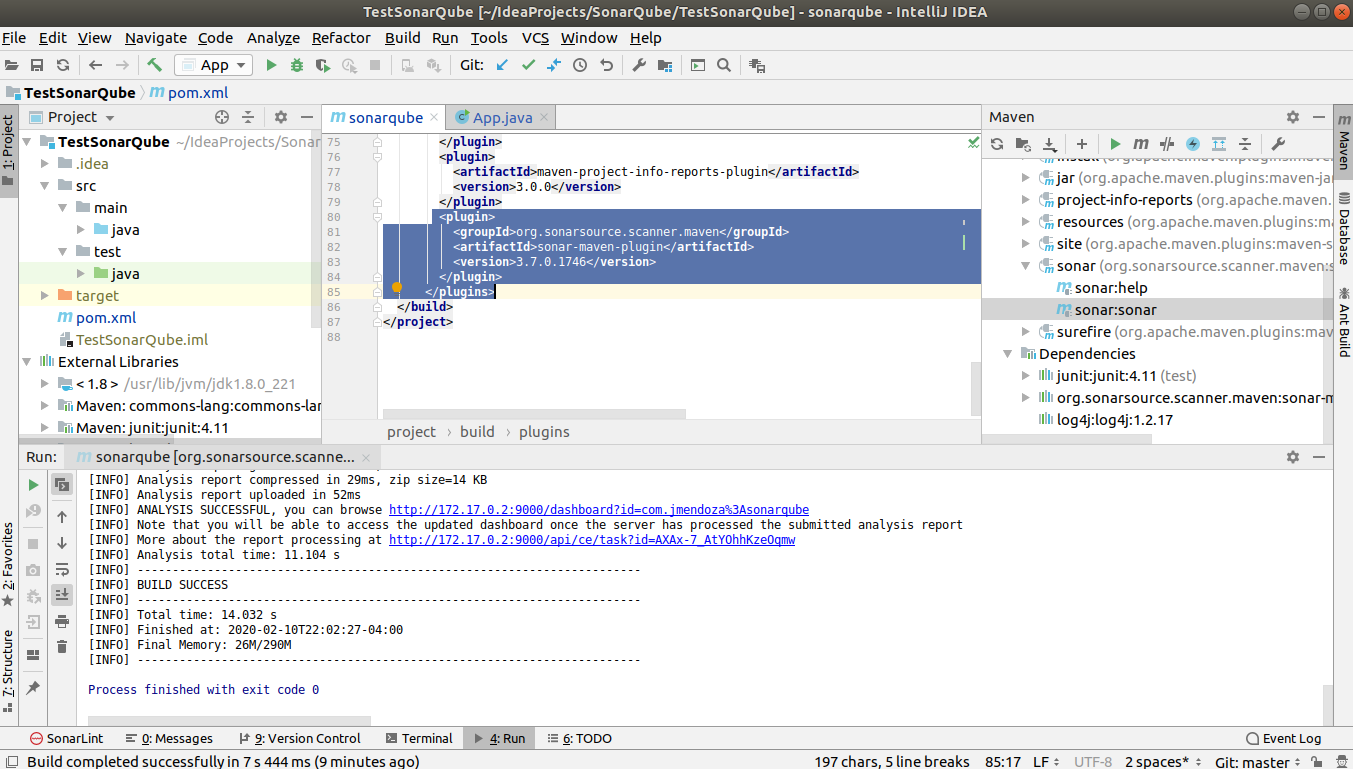 TestSonarQube [~/IdeaProjects/SonarQube/TestSonarQube] - sonarqube - IntelliJ IDEA
File Edit View Navigate Code Analyze Refactor Build Run Tools VCS Window Help
App Git:
TestSonarQube pom.xml
1: Project
Project
TestSonarQube ~/IdeaProjects/Sonar
.idea
src
main
java
test
java
target
pom.xml
TestSonarQube.iml
External Libraries
< 1.8 > /usr/lib/jvm/jdk1.8.0_221
Maven: commons-lang:commons-lan
Maven: junit:junit:4.11
sonarqube App.java
75 </plugin>
76 <plugin>
77 <artifactId>maven-project-info-reports-plugin</artifactId>
78 <version>3.0.0</version>
79 </plugin>
80 <plugin>
81 <groupId>org.sonarsource.scanner.maven</groupId>
82 <artifactId>sonar-maven-plugin</artifactId>
83 <version>3.7.0.1746</version>
84 </plugin>
85 </plugins>
86 </build>
87 </project>
88
project › build › plugins
Maven
install (org.apache.maven.plugins:mave
jar (org.apache.maven.plugins:maven-ja
project-info-reports (org.apache.maven.
resources (org.apache.maven.plugins:ma
site (org.apache.maven.plugins:maven-s
sonar (org.sonarsource.scanner.maven:s
sonar:help
sonar:sonar
surefire (org.apache.maven.plugins:mav
Dependencies
junit:junit:4.11 (test)
org.sonarsource.scanner.maven:sonar-m
log4j:log4j:1.2.17
Maven
Database
Ant Build
Run: sonarqube [org.sonarsource.scanne...
[INFO] Analysis report compressed in 29ms, zip size=14 KB
[INFO] Analysis report uploaded in 52ms
[INFO] ANALYSIS SUCCESSFUL, you can browse http://172.17.0.2:9000/dashboard?id=com.jmendoza%3Asonarqube
[INFO] Note that you will be able to access the updated dashboard once the server has processed the submitted analysis report
[INFO] More about the report processing at http://172.17.0.2:9000/api/ce/task?id=AXAx-7_AtYOhhKzeOqmw
[INFO] Analysis total time: 11.104 s
[INFO] ------------------------------------------------------------------------
[INFO] BUILD SUCCESS
[INFO] ------------------------------------------------------------------------
[INFO] Total time: 14.032 s
[INFO] Finished at: 2020-02-10T22:02:27-04:00
[INFO] Final Memory: 26M/290M
[INFO] ------------------------------------------------------------------------
Process finished with exit code 0
2: Favorites
7: Structure
SonarLint 0: Messages 9: Version Control Terminal 4: Run 6: TODO Event Log
Build completed successfully in 7 s 444 ms (9 minutes ago) 197 chars, 5 line breaks 85:17 LF UTF-8 2 spaces* Git: master